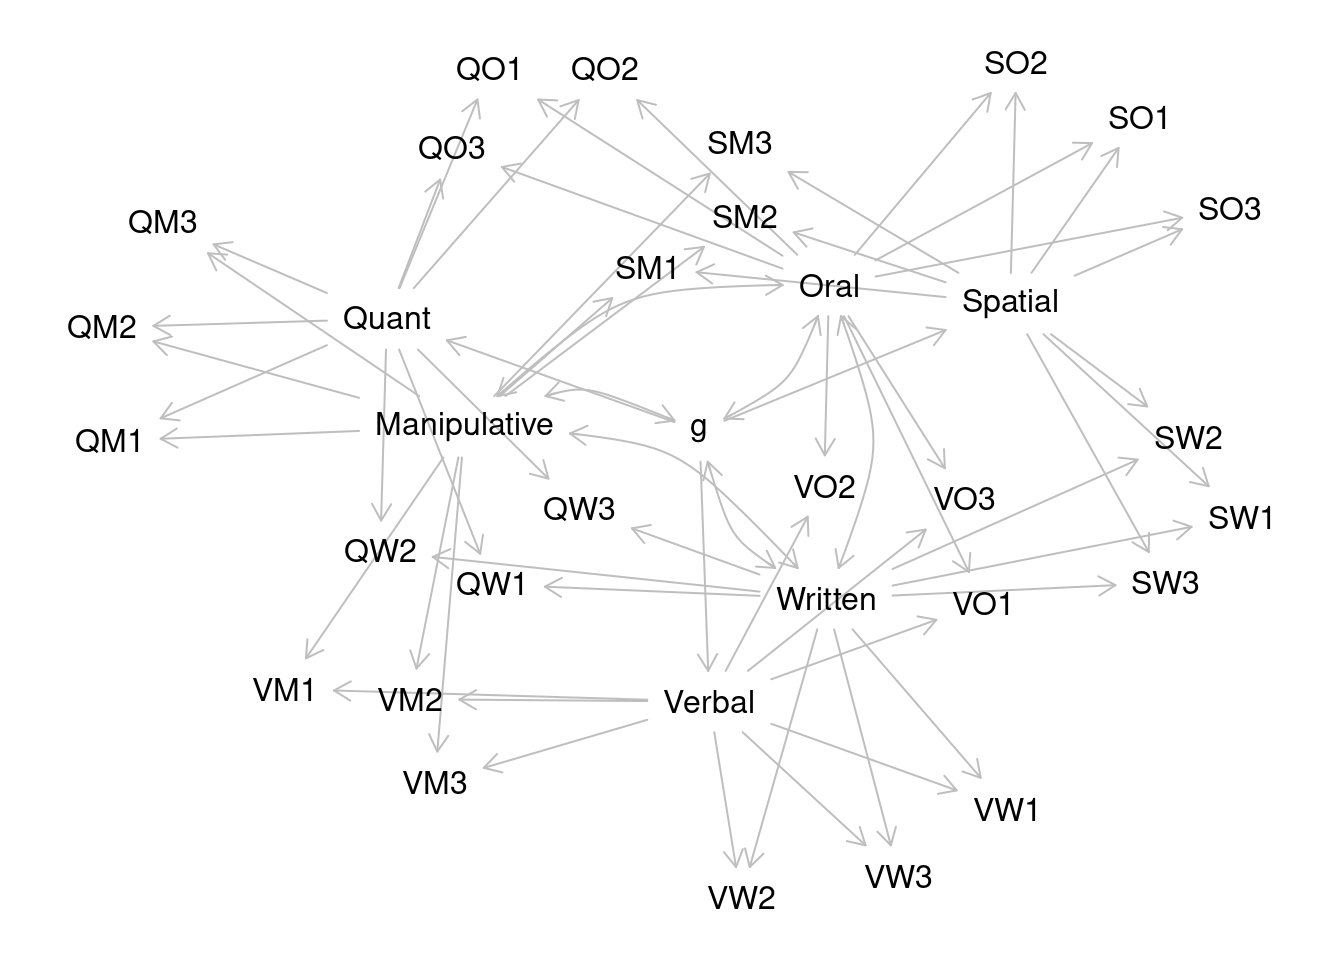 SO2
QO1
QO2
SO1
SM3
QO3
SO3
SM2
QM3
SM1
Oral
Spatial
Quant
QM2
Manipulative
g
SW2
QM1
VO2
VO3
QW3
SW1
QW2
QW1
SW3
Written
VO1
VM1
VM2
Verbal
VM3
VW1
VW3
VW2